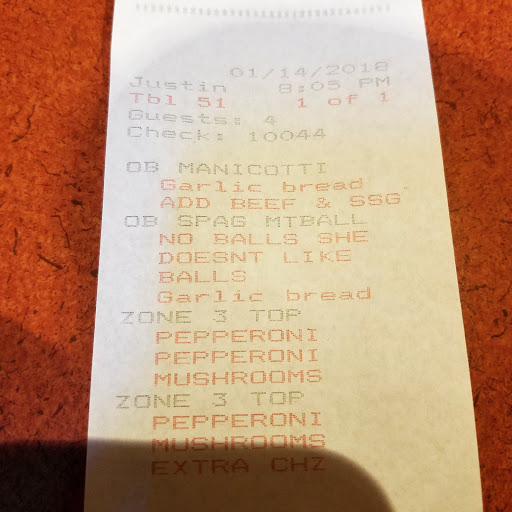 01/14/2018
Justin 8:05 PM
Tbl 51 1 of 1
Guests: 4
Check: 10044
OB MANICOTTI
Garlic bread
ADD BEEF & SSG
OB SPAG MTBALL
NO BALLS SHE
DOESNT LIKE
BALLS
Garlic bread
ZONE 3 TOP
PEPPERONI
PEPPERONI
MUSHROOMS
ZONE 3 TOP
PEPPERONI
MUSHROOMS
EXTRA CHZ